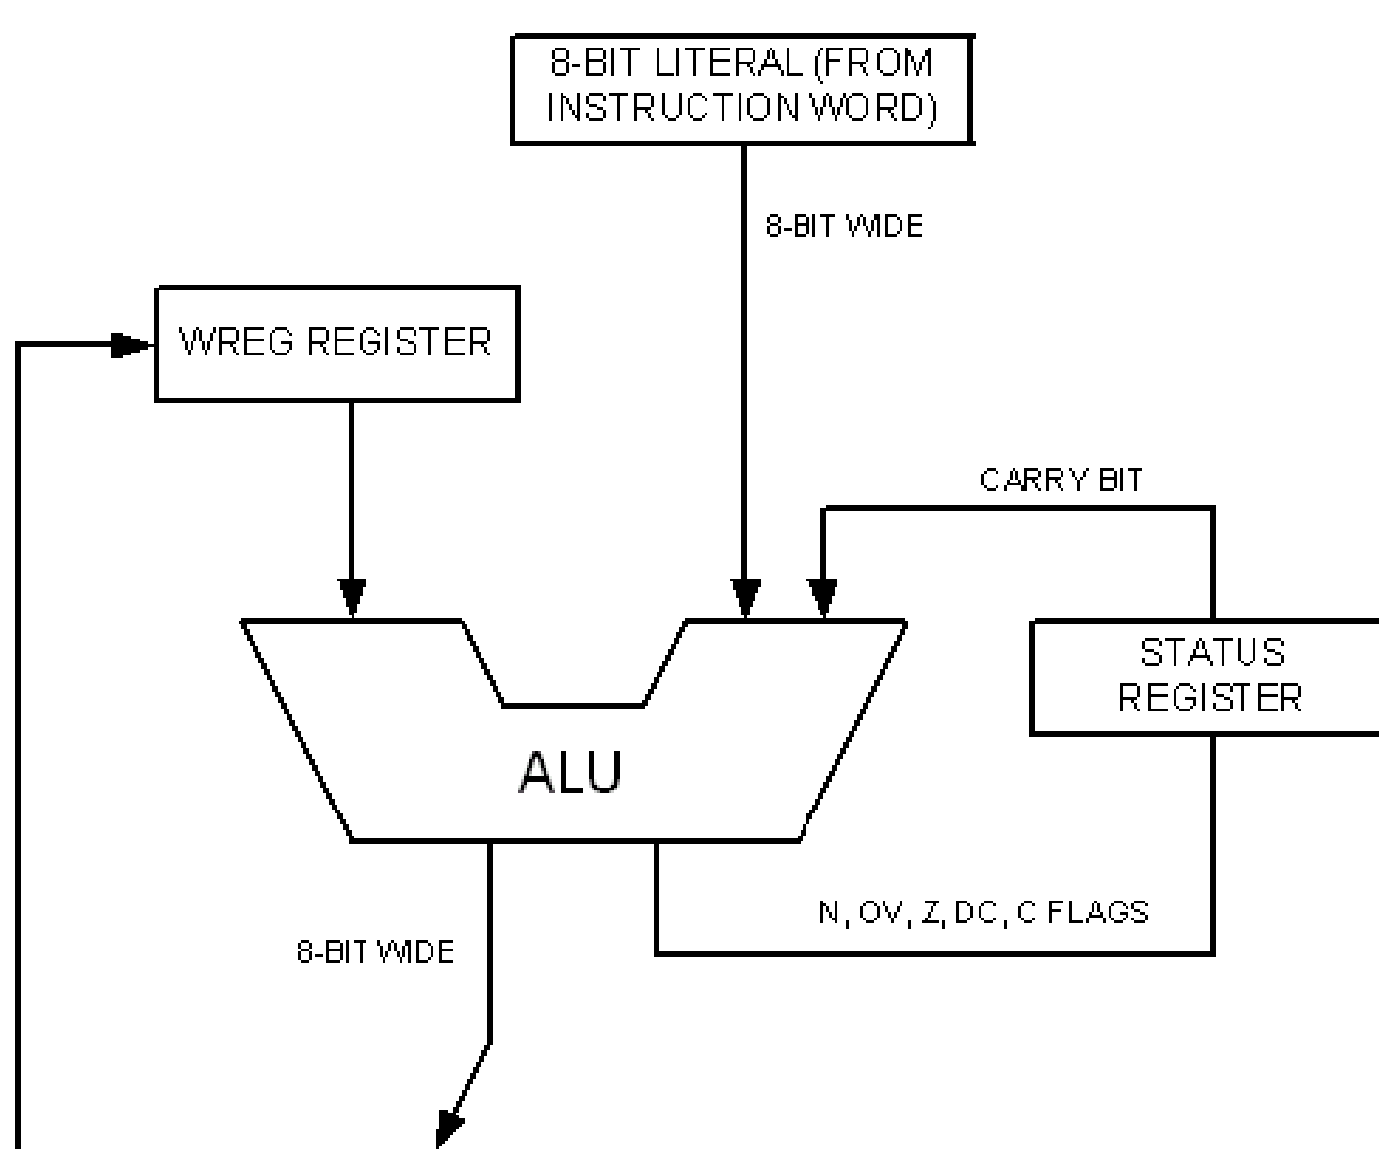 8-BIT LITERAL (FROM
INSTRUCTION WORD)
8-BIT WIDE
WREG REGISTER
CARRY BIT
STATUS
REGISTER
ALU
N, OV, Z, DC, C FLAGS
8-BIT WIDE